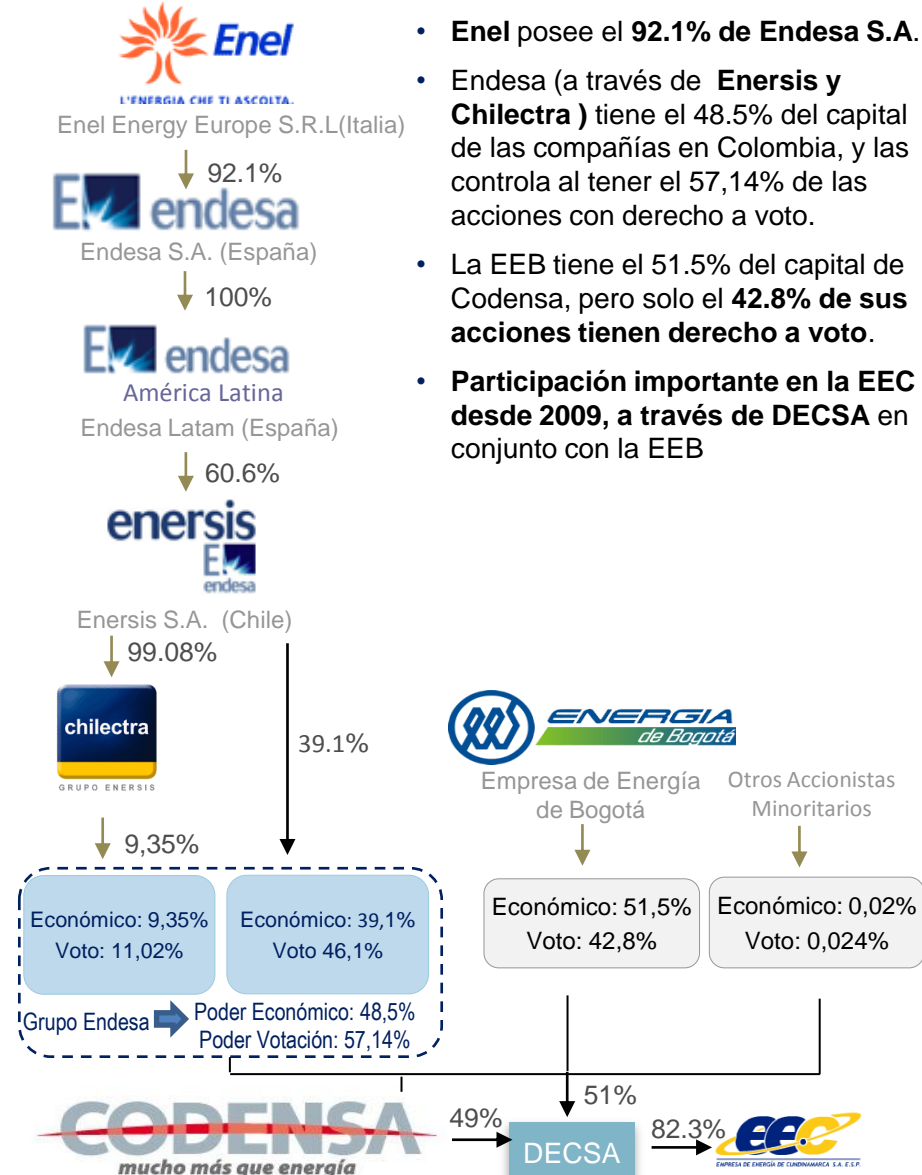 Enel
L'ENERGIA CHE TI ASCOLTA.
Enel Energy Europe S.R.L(Italia)
92.1%
endesa
Endesa S.A. (España)
100%
endesa
América Latina
Endesa Latam (España)
60.6%
enersis
endesa
Enersis S.A. (Chile)
99.08%
chilectra
GRUPO ENERSIS
39.1%
9,35%
• Enel posee el 92.1% de Endesa S.A.
• Endesa (a través de Enersis y
Chilectra ) tiene el 48.5% del capital
de las compañías en Colombia, y las
controla al tener el 57,14% de las
acciones con derecho a voto.
• La EEB tiene el 51.5% del capital de
Codensa, pero solo el 42.8% de sus
acciones tienen derecho a voto.
• Participación importante en la EEC
desde 2009, a través de DECSA en
conjunto con la EEB
ENERGIA
de Bogotá
Empresa de Energía
de Bogotá
Otros Accionistas
Minoritarios
Económico: 9,35%
Voto: 11,02%
Económico: 39,1%
Voto 46,1%
Económico: 51,5%
Voto: 42,8%
Económico: 0,02%
Voto: 0,024%
Grupo Endesa
Poder Económico: 48,5%
Poder Votación: 57,14%
CODENSA
mucho más que energía
49%
51%
DECSA
82.3%
eec
EMPRESA DE ENERGÍA DE CUNDINAMARCA S.A. E.S.P.